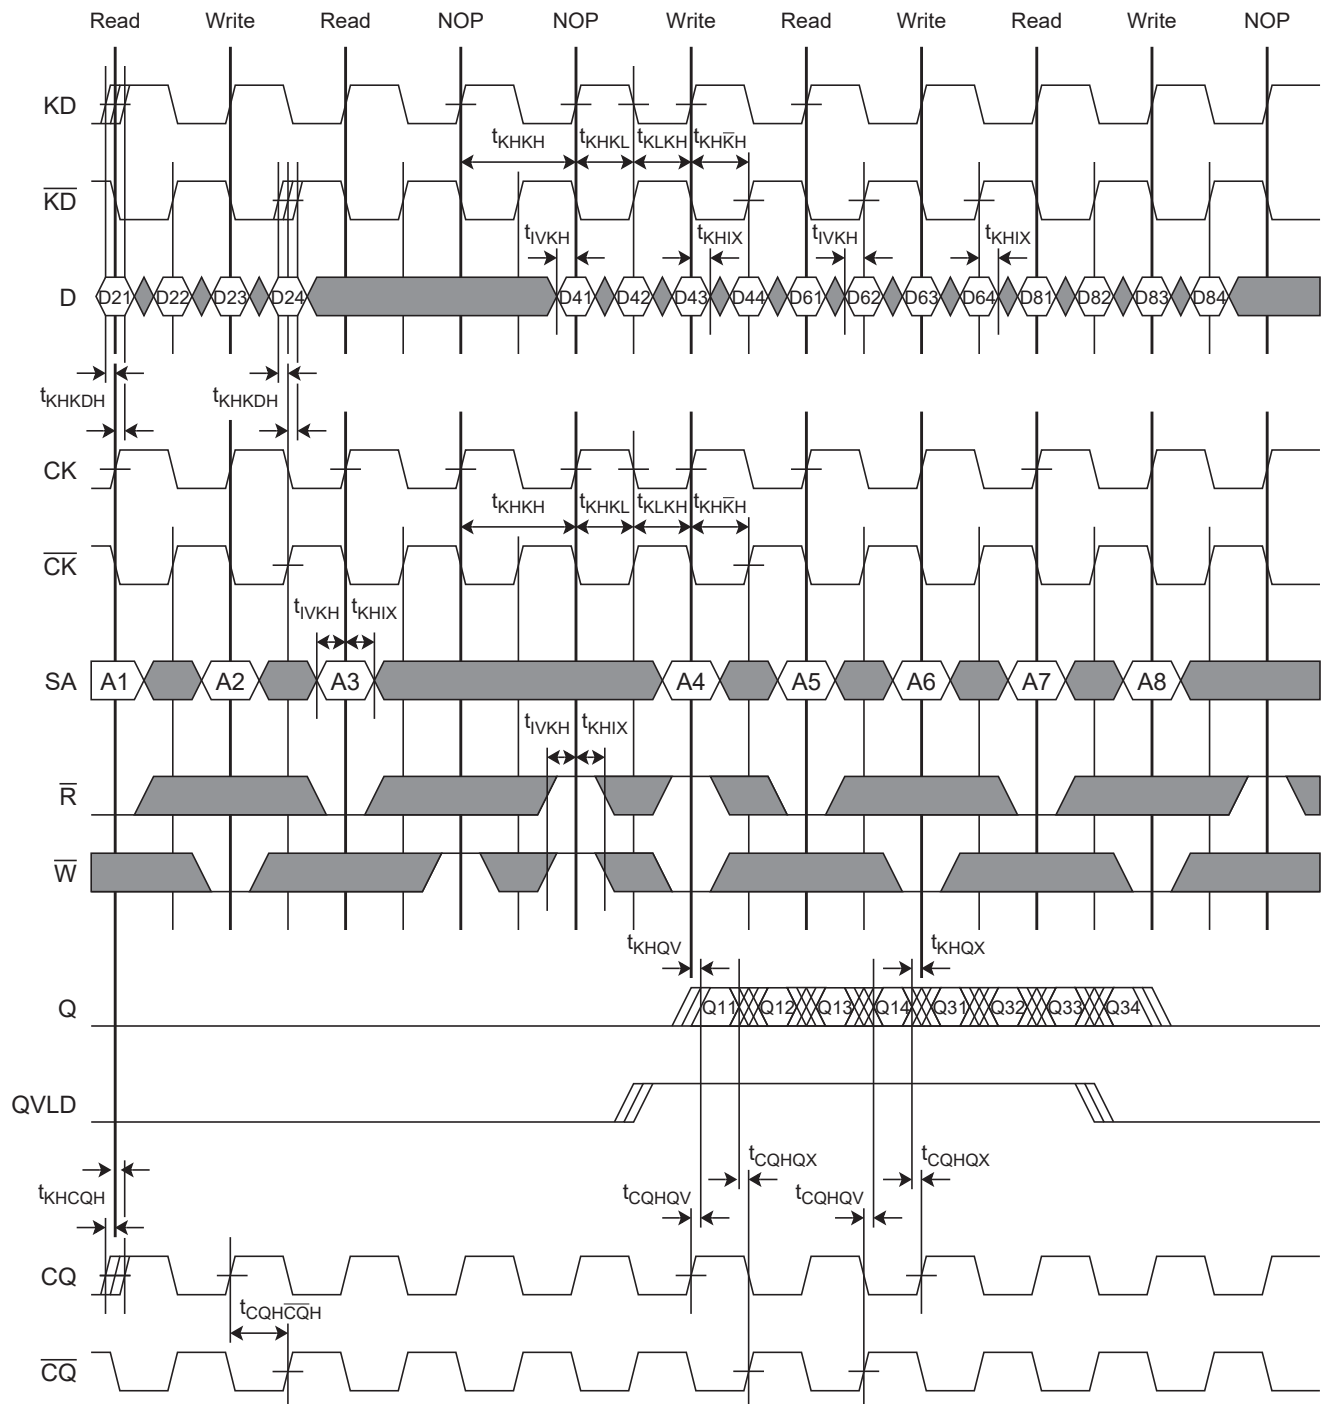 Read Write Read NOP NOP Write Read Write Read Write NOP
KD
tKHKH tKHKL tKLKH tKHK̅H
K̅D̅
tIVKH tKHIX tIVKH tKHIX
D D21 D22 D23 D24 D41 D42 D43 D44 D61 D62 D63 D64 D81 D82 D83 D84
tKHKDH tKHKDH
CK
tKHKH tKHKL tKLKH tKHK̅H
C̅K̅
tIVKH tKHIX
SA A1 A2 A3 A4 A5 A6 A7 A8
tIVKH tKHIX
R̅
W̅
tKHQV tKHQX
Q Q11 Q12 Q13 Q14 Q31 Q32 Q33 Q34
QVLD
tCQHQX tCQHQX
tKHCQH tCQHQV tCQHQV
CQ
tCQHC̅Q̅H
C̅Q̅